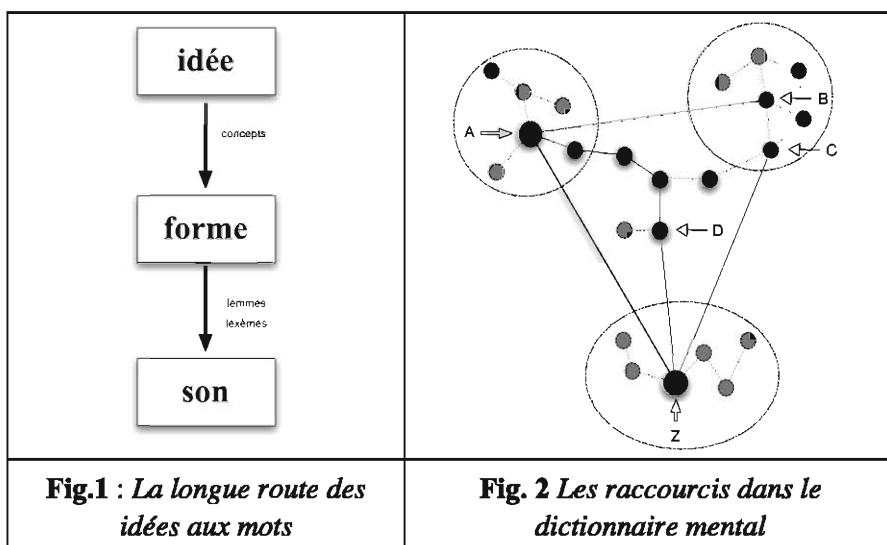 idée
concepts
forme
lemmes
lexèmes
son
A
B
C
D
Z
Fig.1 : La longue route des
idées aux mots
Fig. 2 Les raccourcis dans le
dictionnaire mental